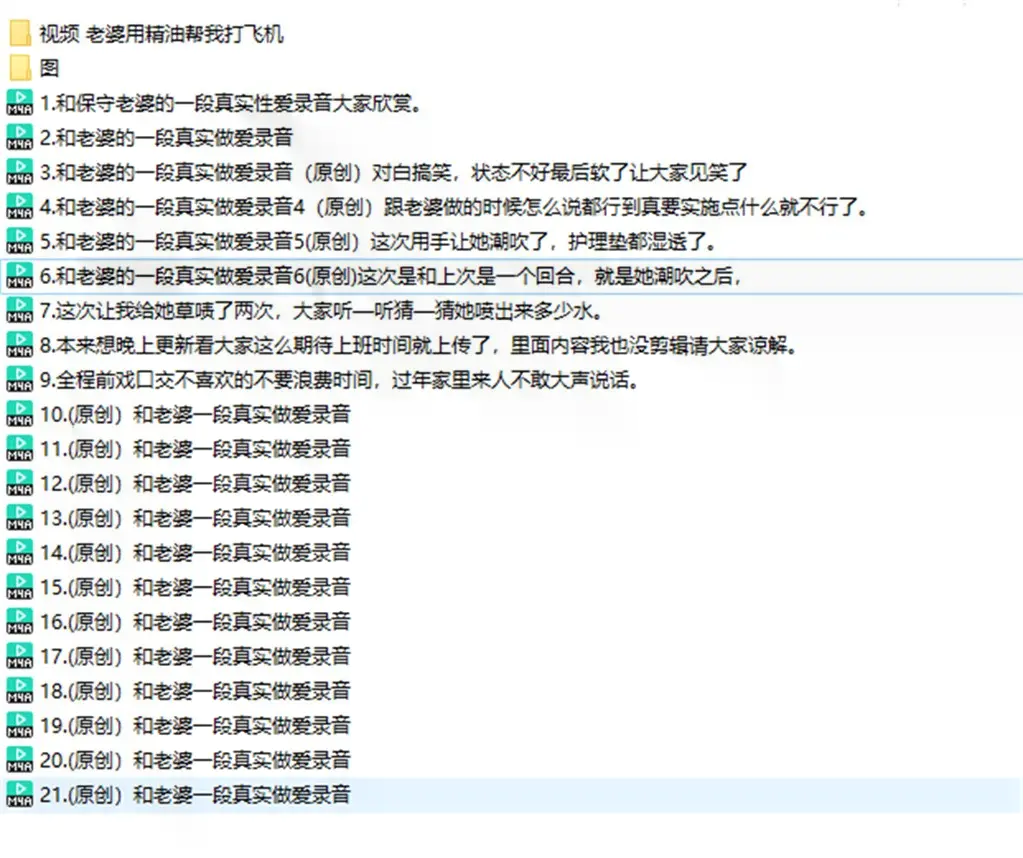 视频 老婆用精油帮我打飞机
图
M4A 1.和保守老婆的一段真实性爱录音大家欣赏。
M4A 2.和老婆的一段真实做爱录音
M4A 3.和老婆的一段真实做爱录音（原创）对白搞笑，状态不好最后软了让大家见笑了
M4A 4.和老婆的一段真实做爱录音4（原创）跟老婆做的时候怎么说都行到真要实施点什么就不行了。
M4A 5.和老婆的一段真实做爱录音5(原创）这次用手让她潮吹了，护理垫都湿透了。
M4A 6.和老婆的一段真实做爱录音6(原创)这次是和上次是一个回合，就是她潮吹之后，
M4A 7.这次让我给她草啧了两次，大家听—听猜—猜她喷出来多少水。
M4A 8.本来想晚上更新看大家这么期待上班时间就上传了，里面内容我也没剪辑请大家谅解。
M4A 9.全程前戏口交不喜欢的不要浪费时间，过年家里来人不敢大声说话。
M4A 10.(原创）和老婆一段真实做爱录音
M4A 11.(原创）和老婆一段真实做爱录音
M4A 12.(原创）和老婆一段真实做爱录音
M4A 13.(原创）和老婆一段真实做爱录音
M4A 14.(原创）和老婆一段真实做爱录音
M4A 15.(原创）和老婆一段真实做爱录音
M4A 16.(原创）和老婆一段真实做爱录音
M4A 17.(原创）和老婆一段真实做爱录音
M4A 18.(原创）和老婆一段真实做爱录音
M4A 19.(原创）和老婆一段真实做爱录音
M4A 20.(原创）和老婆一段真实做爱录音
M4A 21.(原创）和老婆一段真实做爱录音